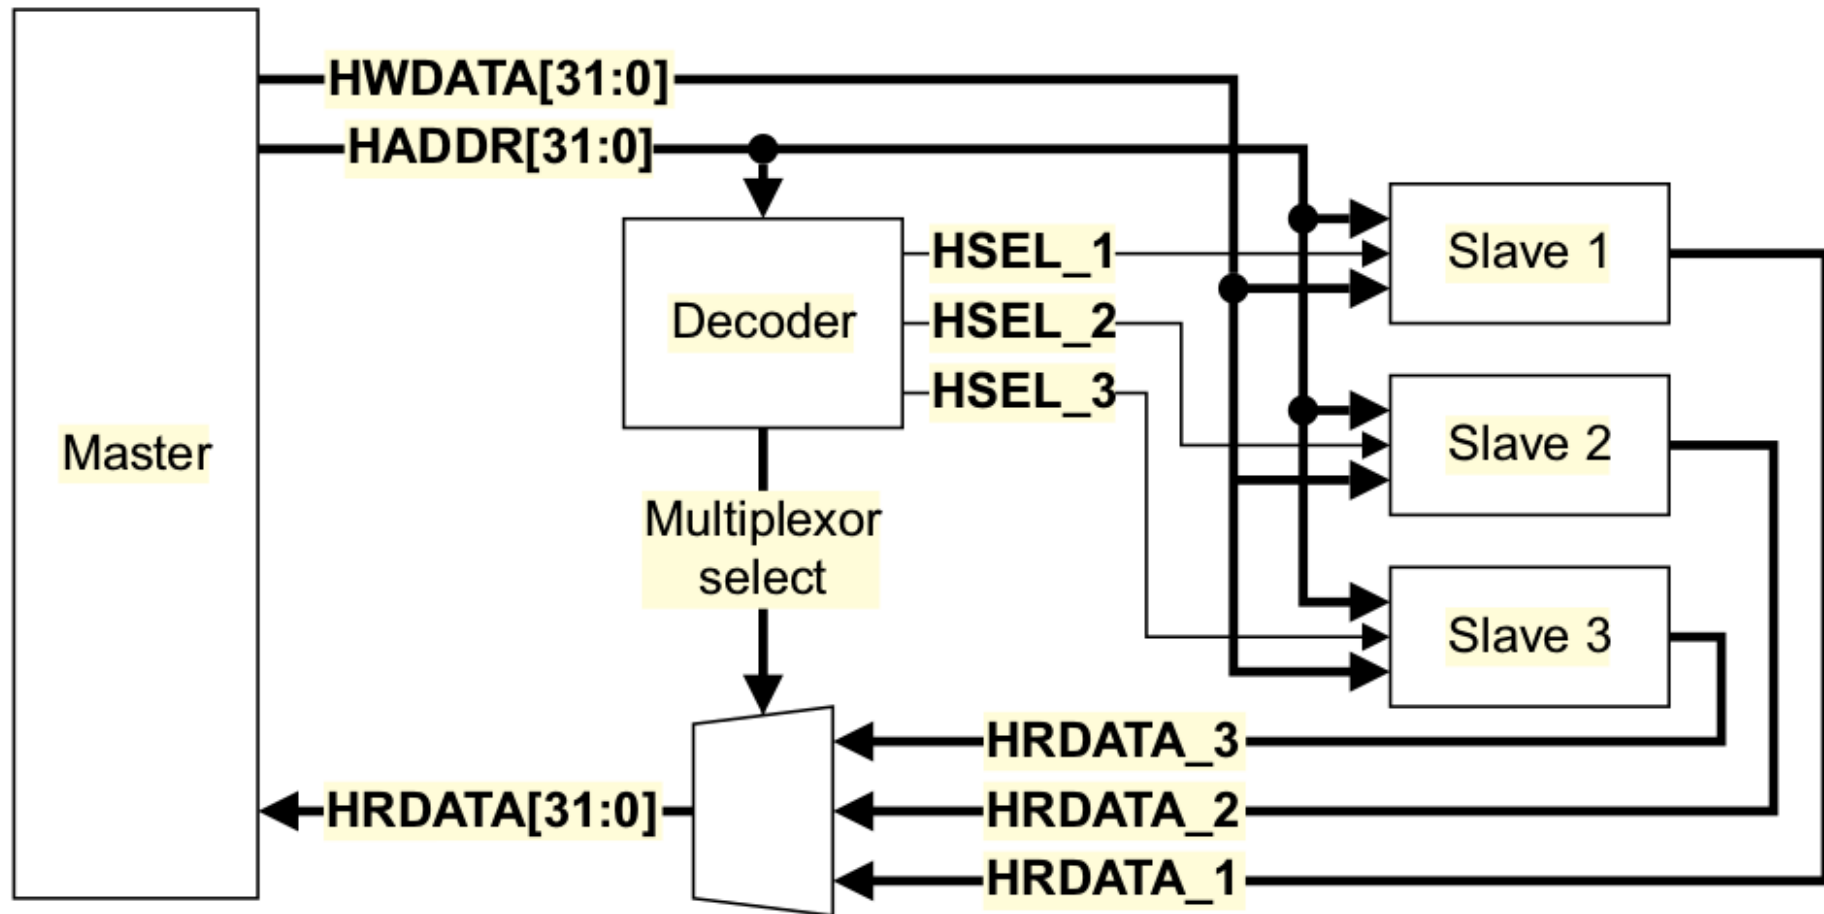 HWDATA[31:0]
HADDR[31:0]
HSEL_1
Slave 1
Decoder
HSEL_2
HSEL_3
Master
Slave 2
Multiplexor
select
Slave 3
HRDATA_3
HRDATA[31:0]
HRDATA_2
HRDATA_1